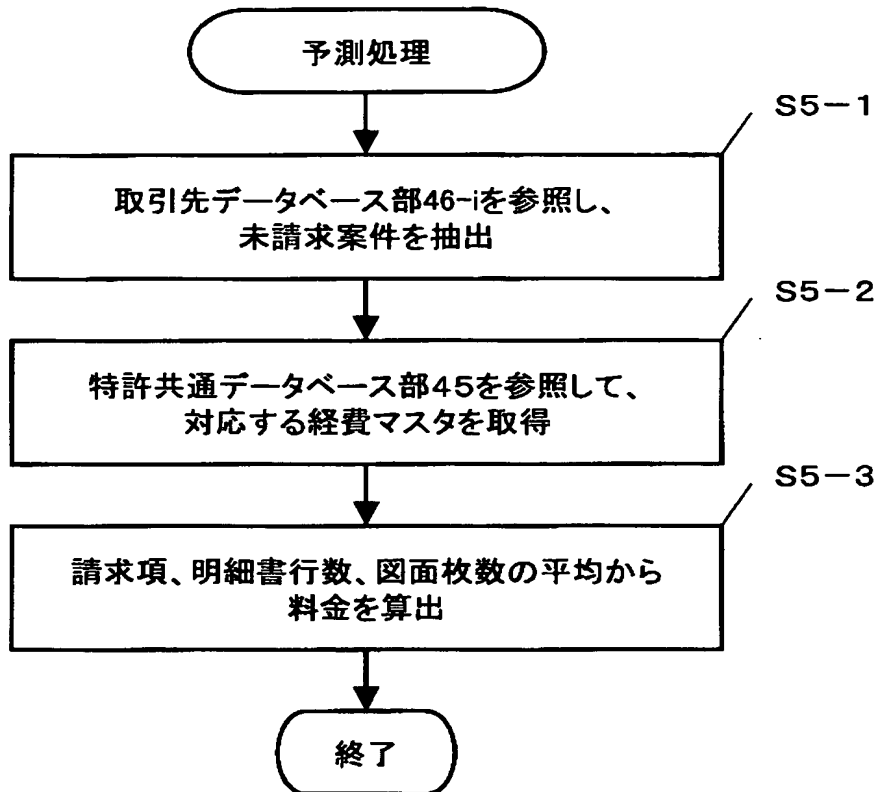 予測処理
S5-1
取引先データベース部46-iを参照し、
未請求案件を抽出
S5-2
特許共通データベース部45を参照して、
対応する経費マスタを取得
S5-3
請求項、明細書行数、図面枚数の平均から
料金を算出
終了